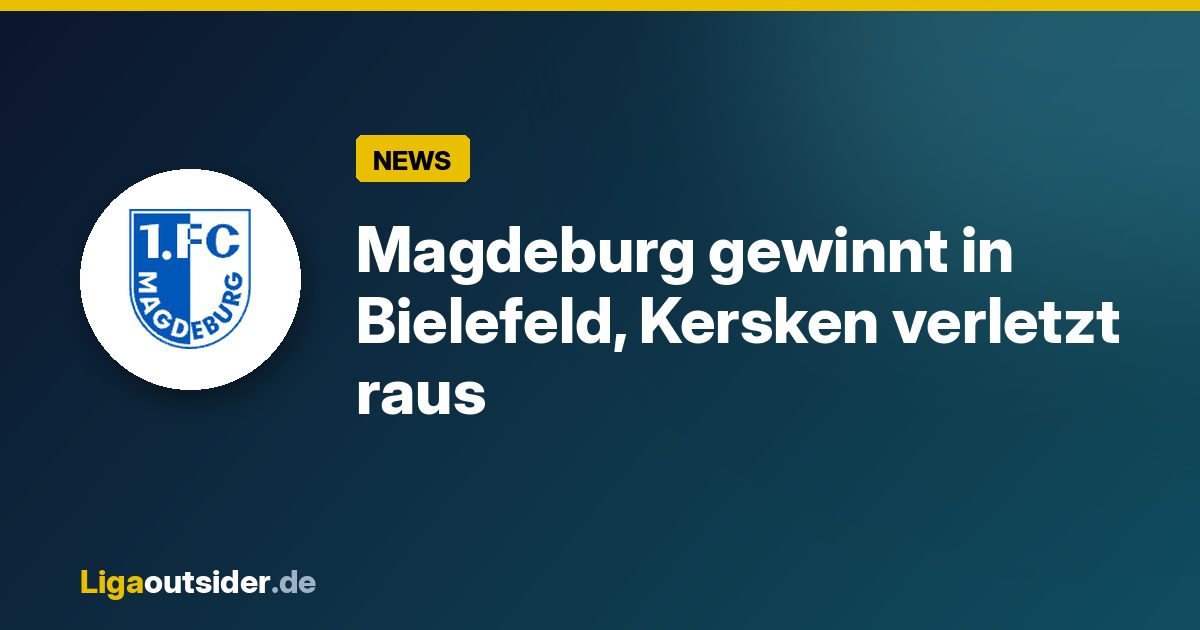 1.FC
MAGDEBURG
NEWS
Magdeburg gewinnt in
Bielefeld, Kersken verletzt
raus
Ligaoutsider.de